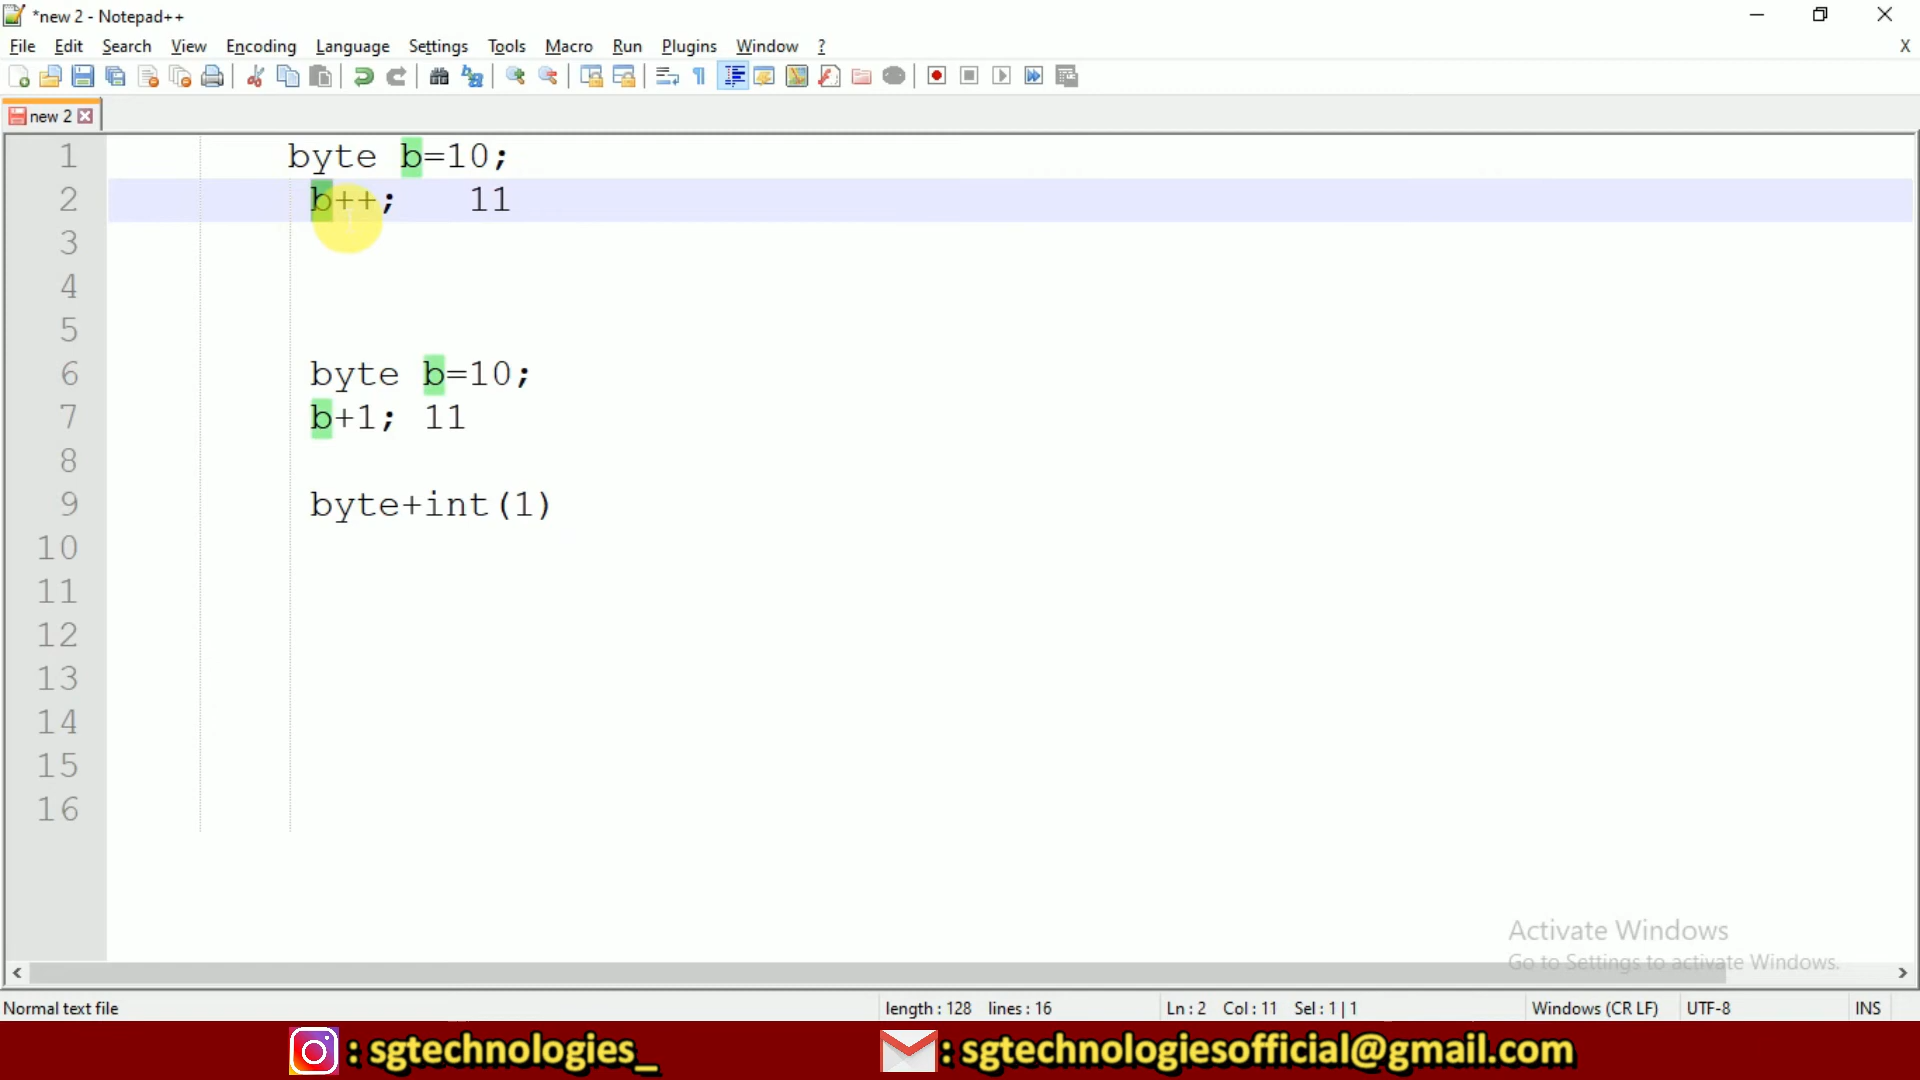 *new 2 - Notepad++
File Edit Search View Encoding Language Settings Tools Macro Run Plugins Window ? X
new 2
1 byte b=10;
2 b++; 11
3
4
5
6 byte b=10;
7 b+1; 11
8
9 byte+int(1)
10
11
12
13
14
15
16
Activate Windows
Go to Settings to activate Windows.
Normal text file length : 128 lines : 16 Ln : 2 Col : 11 Sel : 1 | 1 Windows (CR LF) UTF-8 INS
: sgtechnologies_ : sgtechnologiesofficial@gmail.com